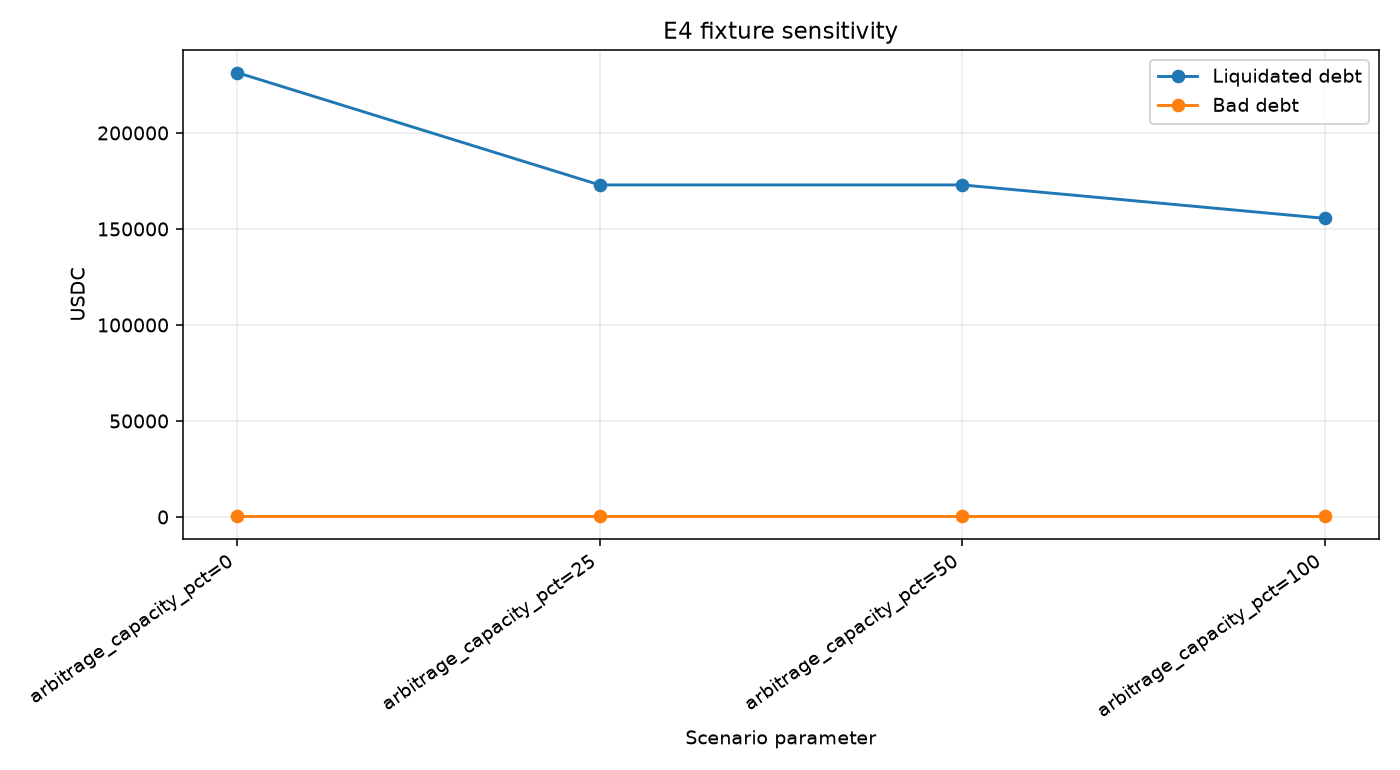 E4 fixture sensitivity
Liquidated debt
Bad debt
200000
150000
100000
50000
0
USDC
arbitrage_capacity_pct=0
arbitrage_capacity_pct=25
arbitrage_capacity_pct=50
arbitrage_capacity_pct=100
Scenario parameter